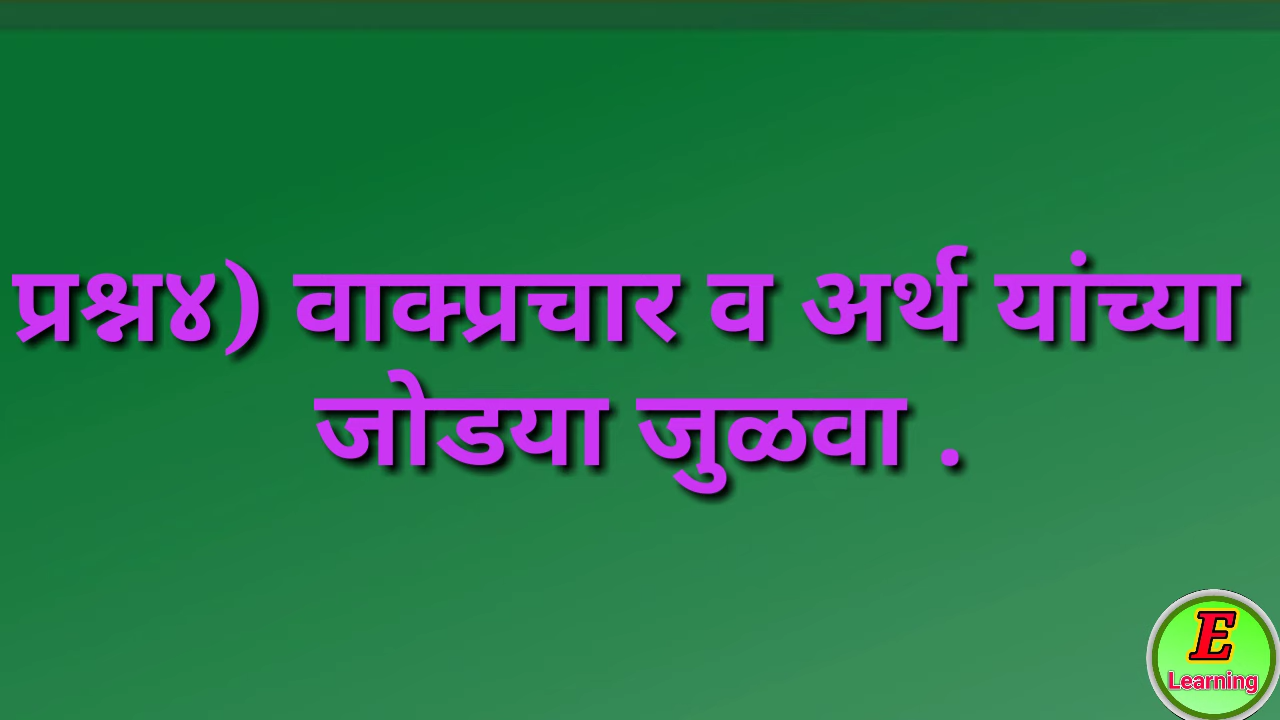 प्रश्न४) वाक्प्रचार व अर्थ यांच्या
जोडया जुळवा .
E
Learning